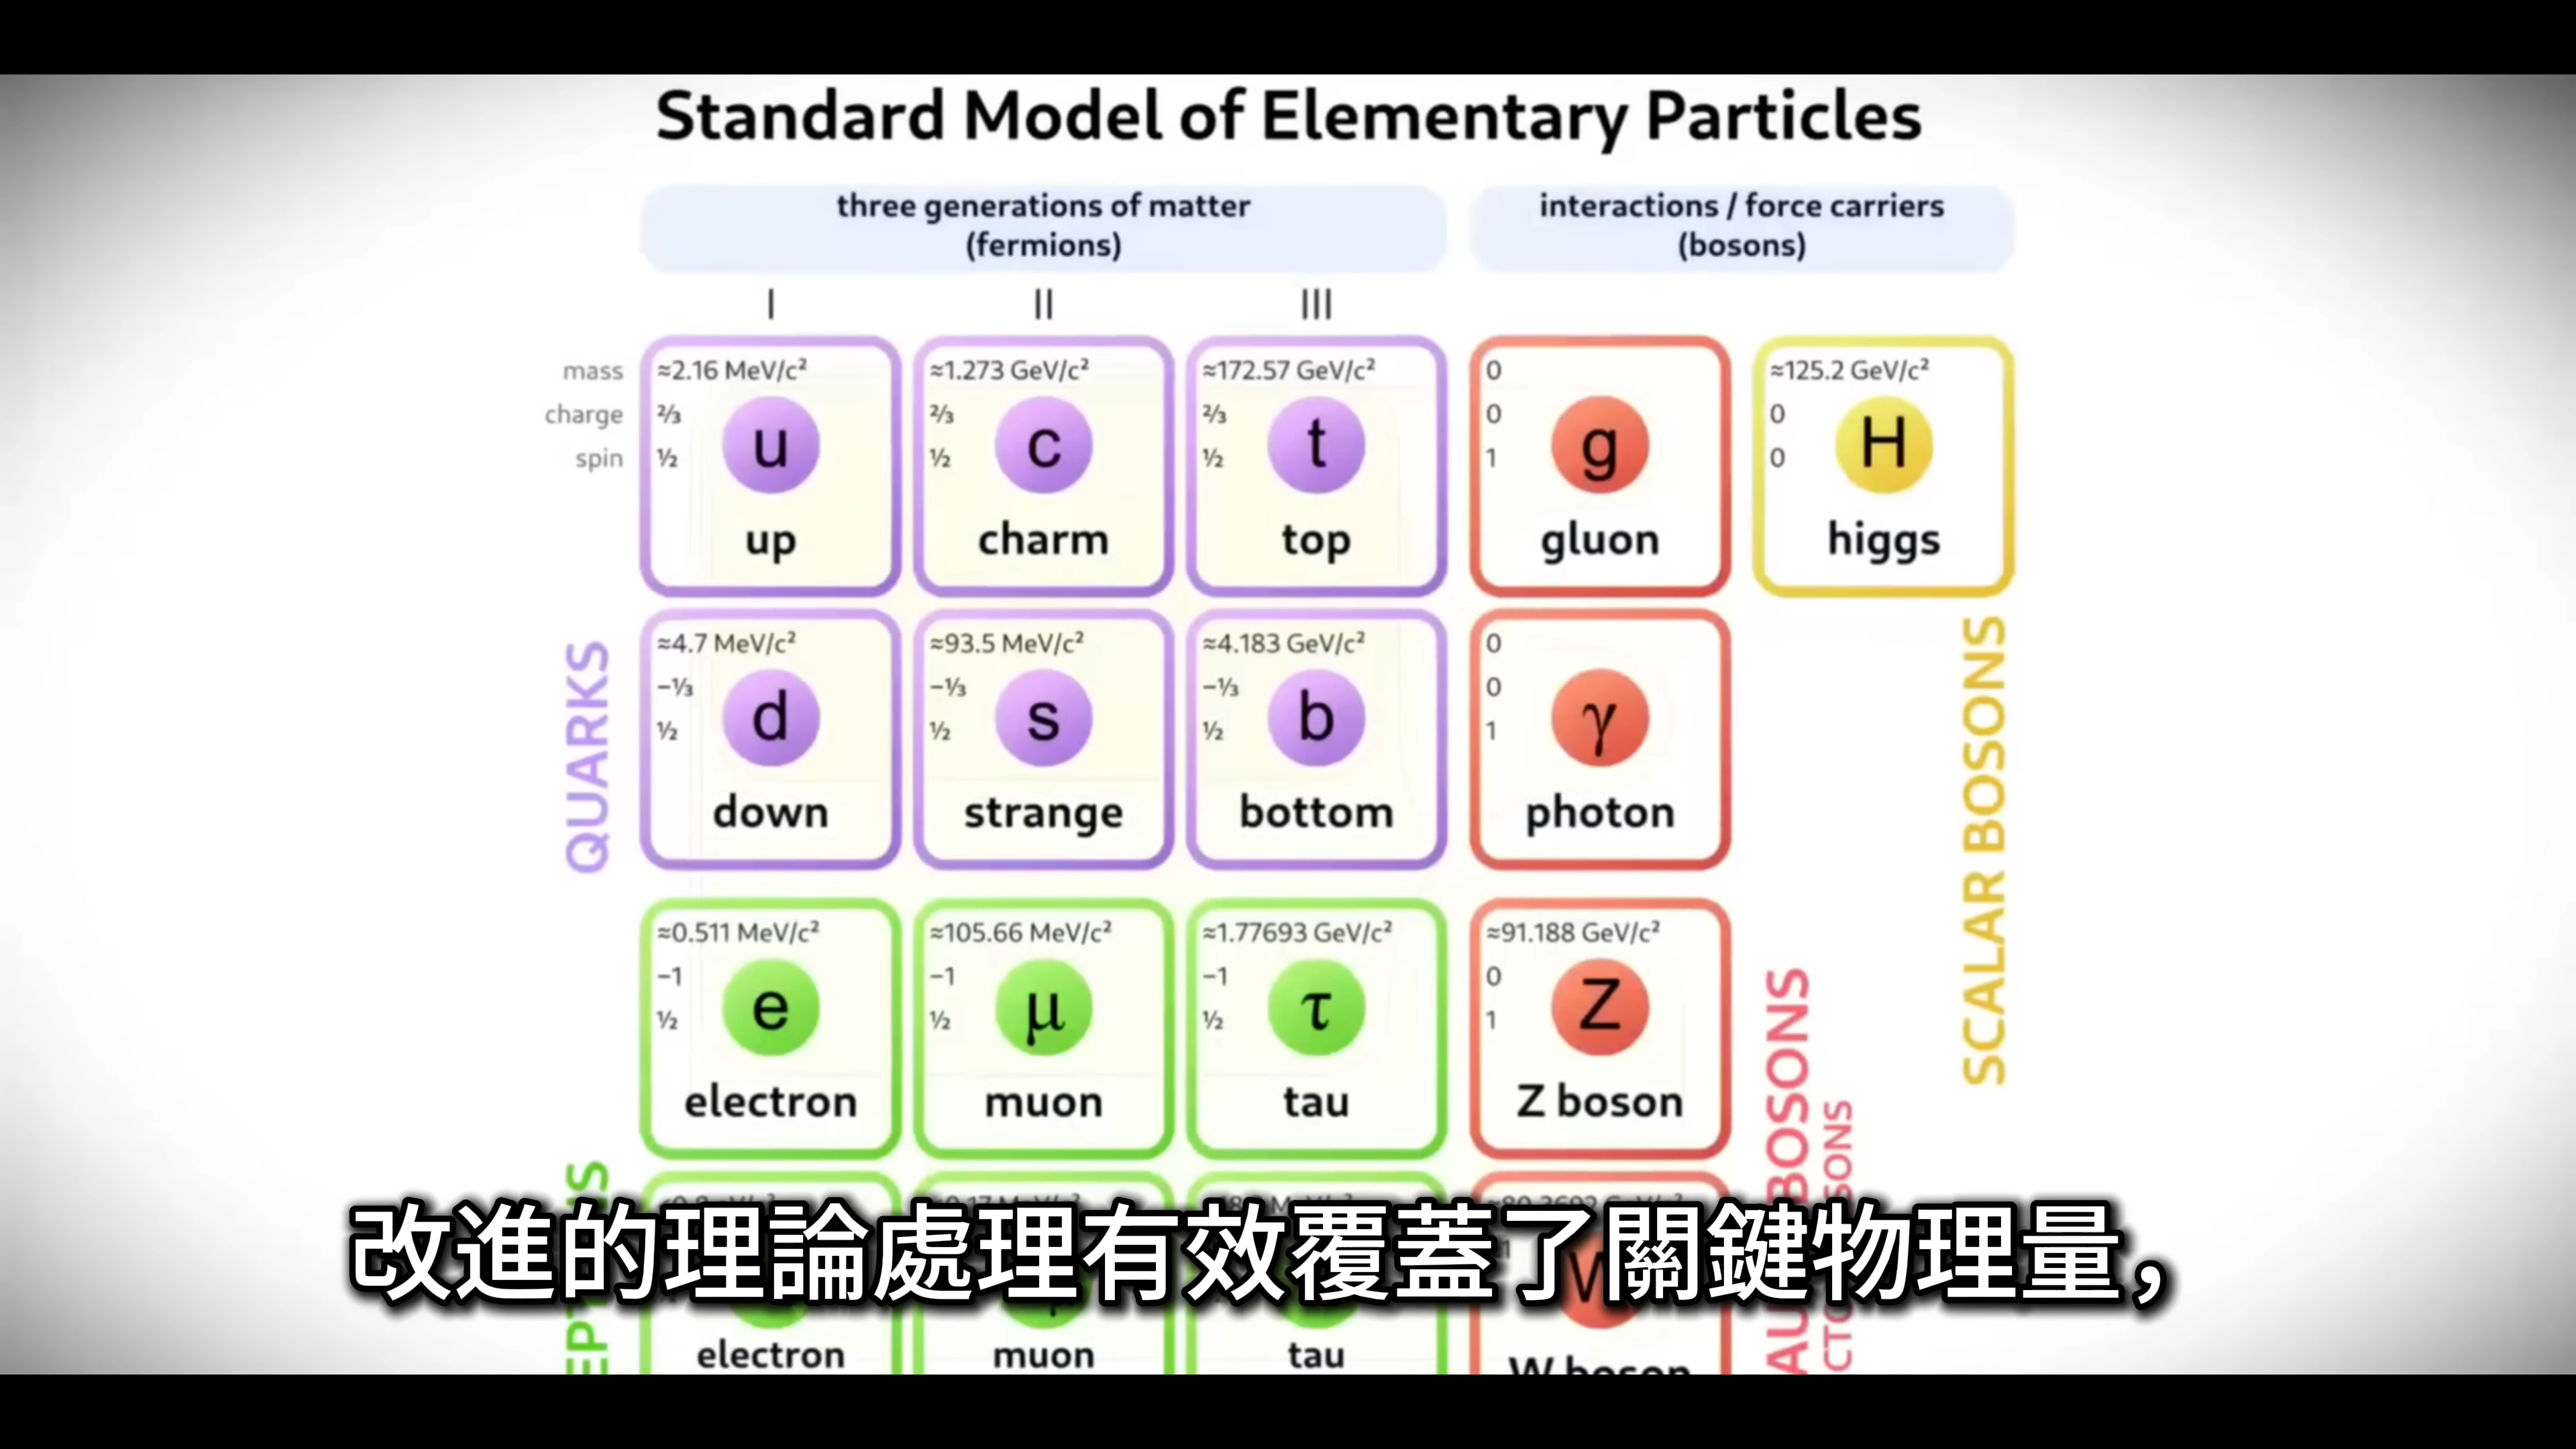 Standard Model of Elementary Particles
three generations of matter
(fermions)
interactions / force carriers
(bosons)
I II III
mass
charge
spin
≈2.16 MeV/c²
⅔
½
u
up
≈1.273 GeV/c²
⅔
½
c
charm
≈172.57 GeV/c²
⅔
½
t
top
0
0
1
g
gluon
≈125.2 GeV/c²
0
0
H
higgs
QUARKS
≈4.7 MeV/c²
−⅓
½
d
down
≈93.5 MeV/c²
−⅓
½
s
strange
≈4.183 GeV/c²
−⅓
½
b
bottom
0
0
1
γ
photon
SCALAR BOSONS
≈0.511 MeV/c²
−1
½
e
electron
≈105.66 MeV/c²
−1
½
μ
muon
≈1.77693 GeV/c²
−1
½
τ
tau
≈91.188 GeV/c²
0
1
Z
Z boson
BOSONS
改進的理論處理有效覆蓋了關鍵物理量，
electron
muon
tau
W boson